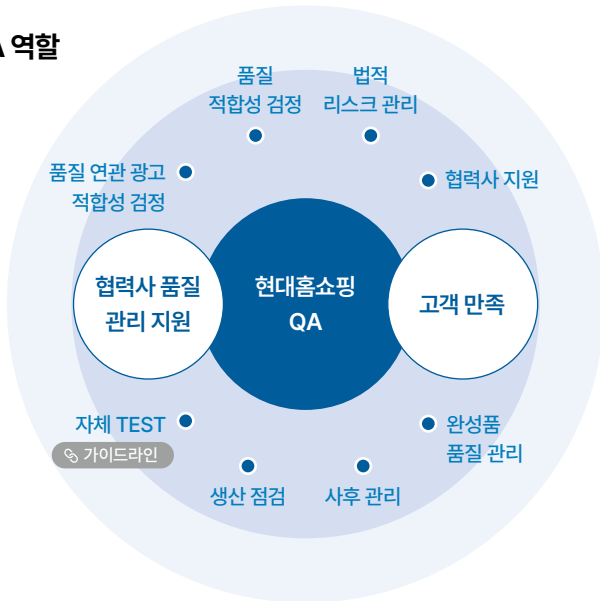 역할
품질
적합성 검정
법적
리스크 관리
품질 연관 광고
적합성 검정
협력사 지원
협력사 품질
관리 지원
현대홈쇼핑
QA
고객 만족
자체 TEST
가이드라인
완성품
품질 관리
생산 점검
사후 관리